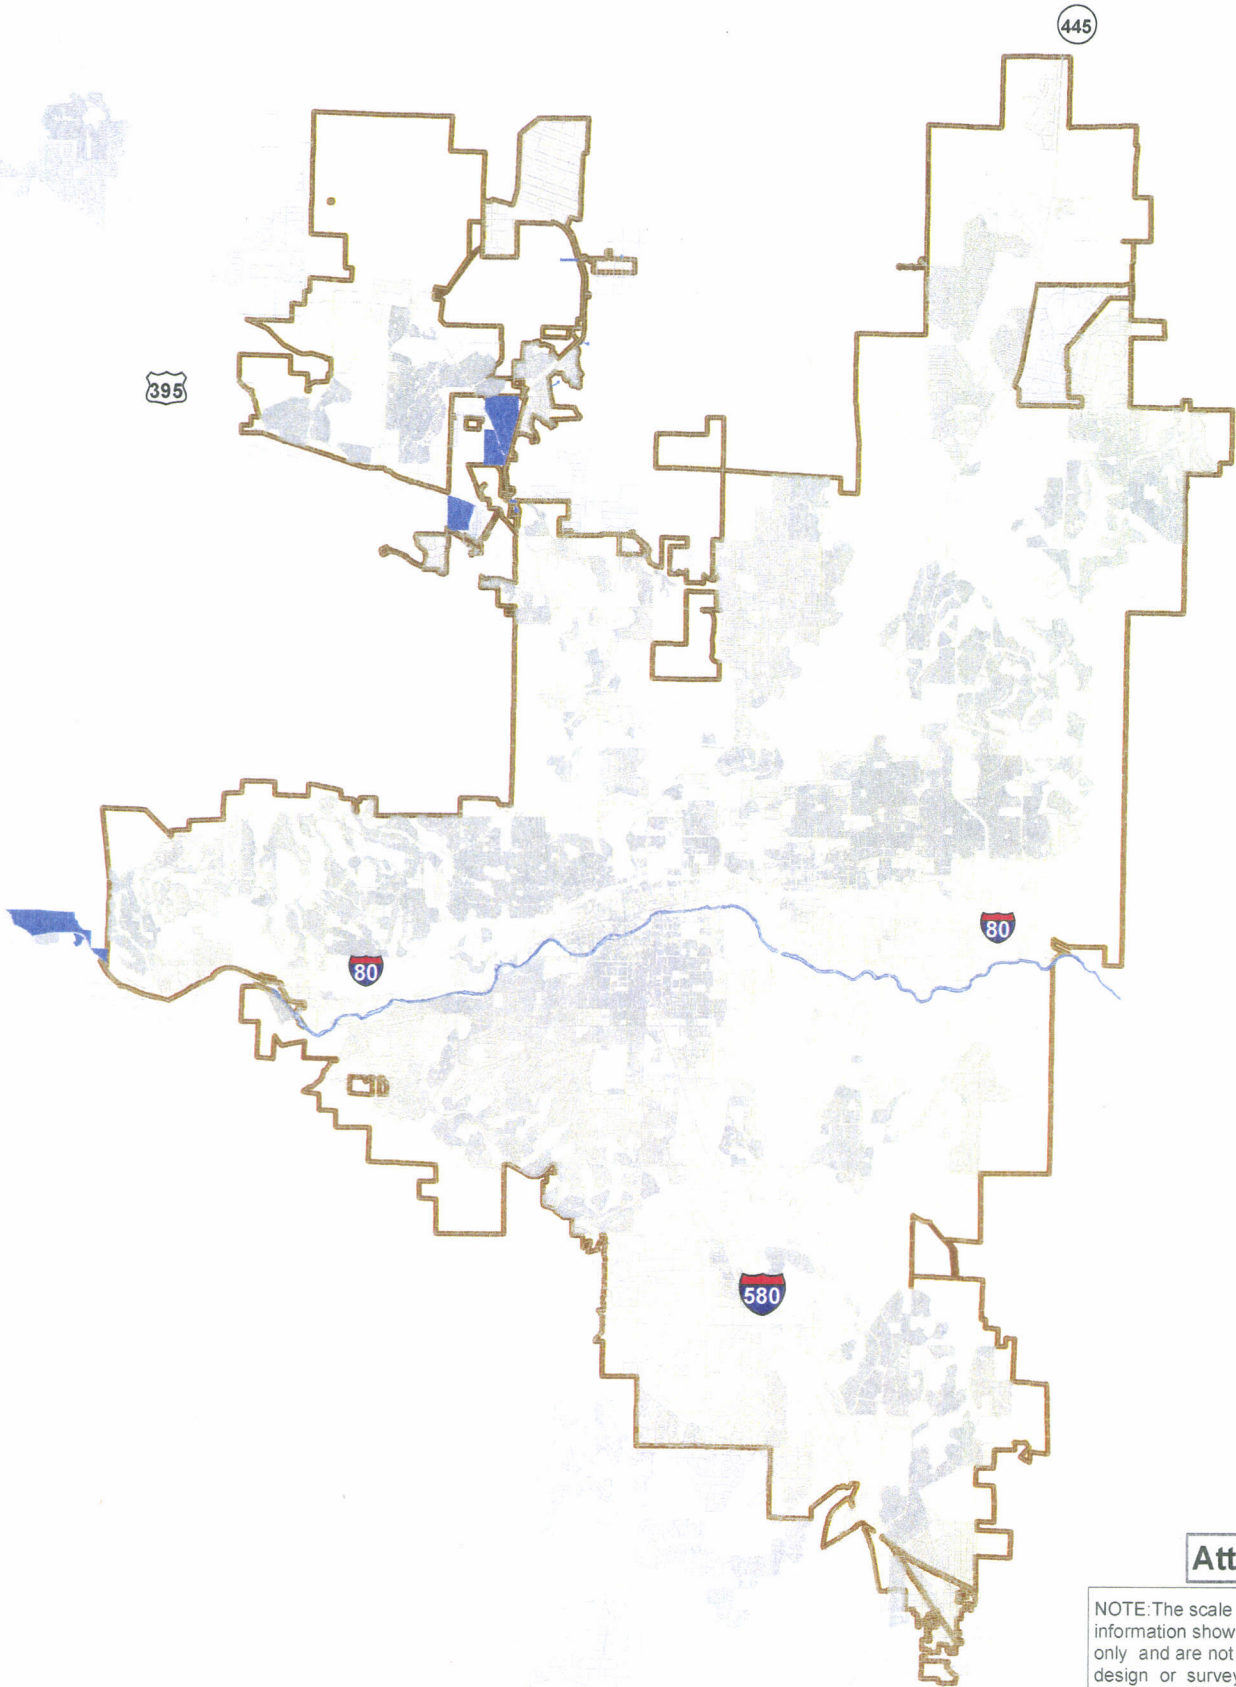 445
395
80
80
580
Att
NOTE: The scale
information show
only and are not
design or survey